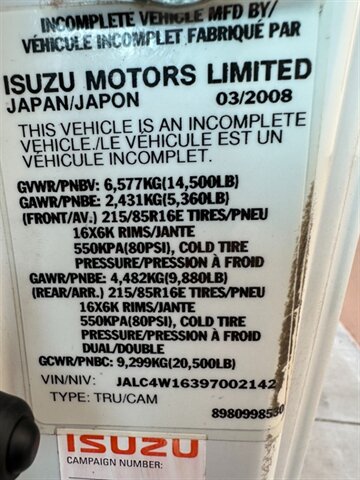 INCOMPLETE VEHICLE MFD BY/
VÉHICULE INCOMPLET FABRIQUÉ PAR
ISUZU MOTORS LIMITED
JAPAN/JAPON 03/2008
THIS VEHICLE IS AN INCOMPLETE
VEHICLE./LE VÉHICULE EST UN
VÉHICULE INCOMPLET.
GVWR/PNBV: 6,577KG(14,500LB)
GAWR/PNBE: 2,431KG(5,360LB)
(FRONT/AV.) 215/85R16E TIRES/PNEU
16X6K RIMS/JANTE
550KPA(80PSI), COLD TIRE
PRESSURE/PRESSION À FROID
GAWR/PNBE: 4,482KG(9,880LB)
(REAR/ARR.) 215/85R16E TIRES/PNEU
16X6K RIMS/JANTE
550KPA(80PSI), COLD TIRE
PRESSURE/PRESSION À FROID
DUAL/DOUBLE
GCWR/PNBC: 9,299KG(20,500LB)
VIN/NIV: JALC4W16397002142
TYPE: TRU/CAM
8980998530
ISUZU
CAMPAIGN NUMBER: